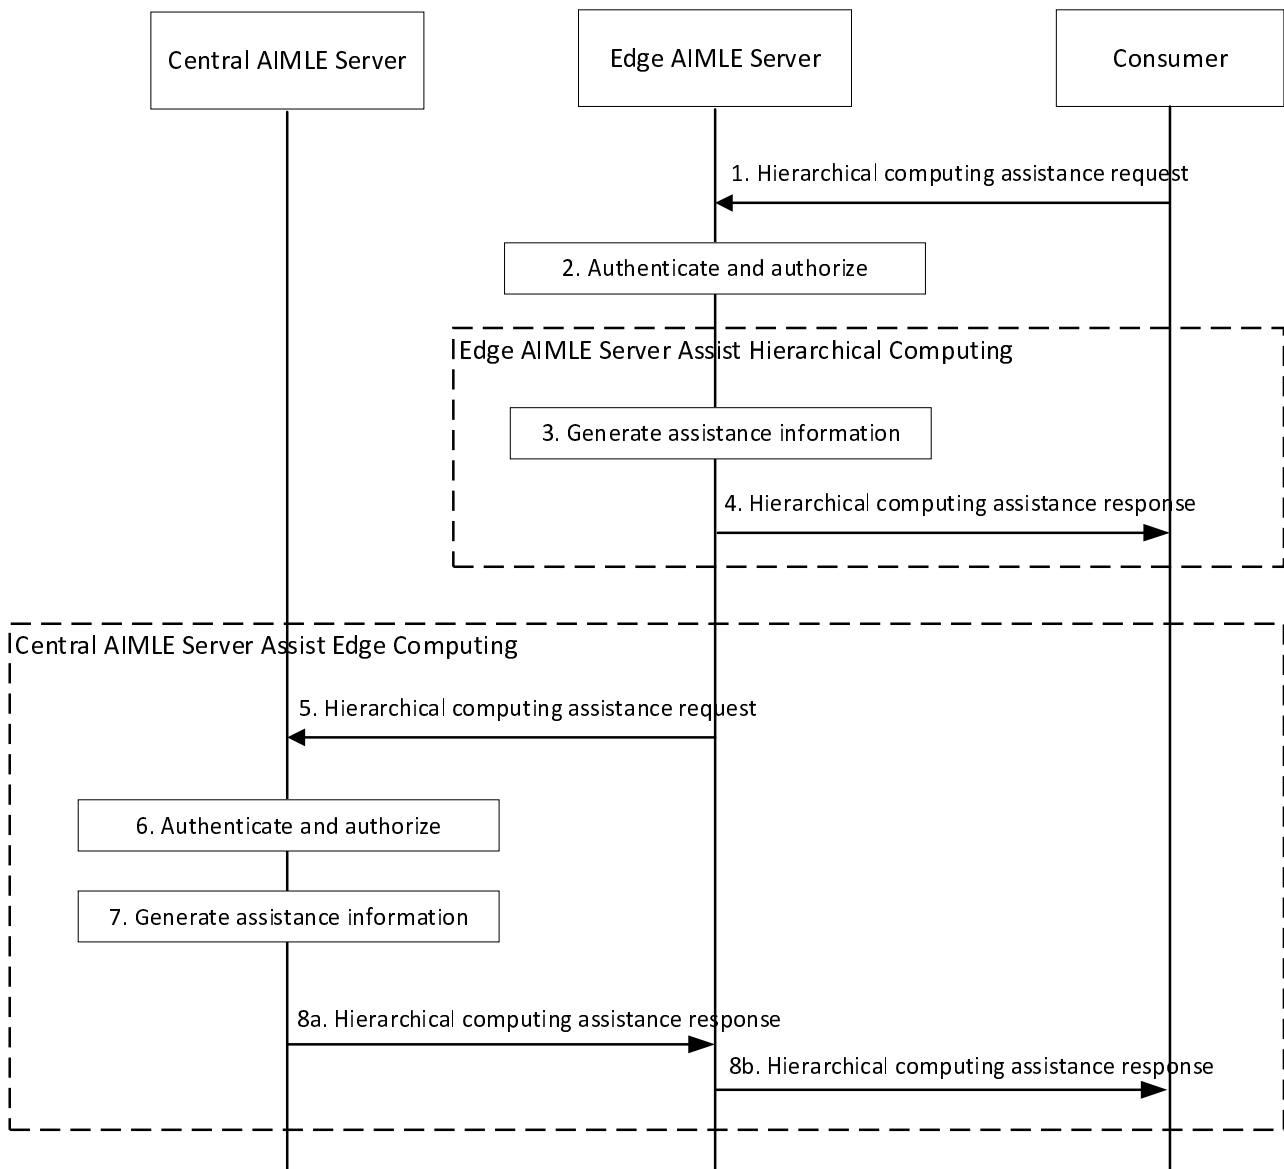 Central AIMLE Server
Edge AIMLE Server
Consumer
1. Hierarchical computing assistance request
2. Authenticate and authorize
Edge AIMLE Server Assist Hierarchical Computing
3. Generate assistance information
4. Hierarchical computing assistance response
Central AIMLE Server Assist Edge Computing
5. Hierarchical computing assistance request
6. Authenticate and authorize
7. Generate assistance information
8a. Hierarchical computing assistance response
8b. Hierarchical computing assistance response